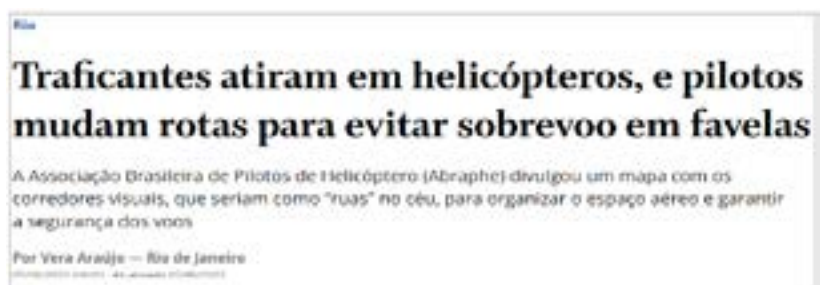 Rio
Traficantes atiram em helicópteros, e pilotos
mudam rotas para evitar sobrevoo em favelas
A Associação Brasileira de Pilotos de Helicóptero (Abraphe) divulgou um mapa com os
corredores visuais, que seriam como "ruas" no céu, para organizar o espaço aéreo e garantir
a segurança dos voos
Por Vera Araújo — Rio de Janeiro